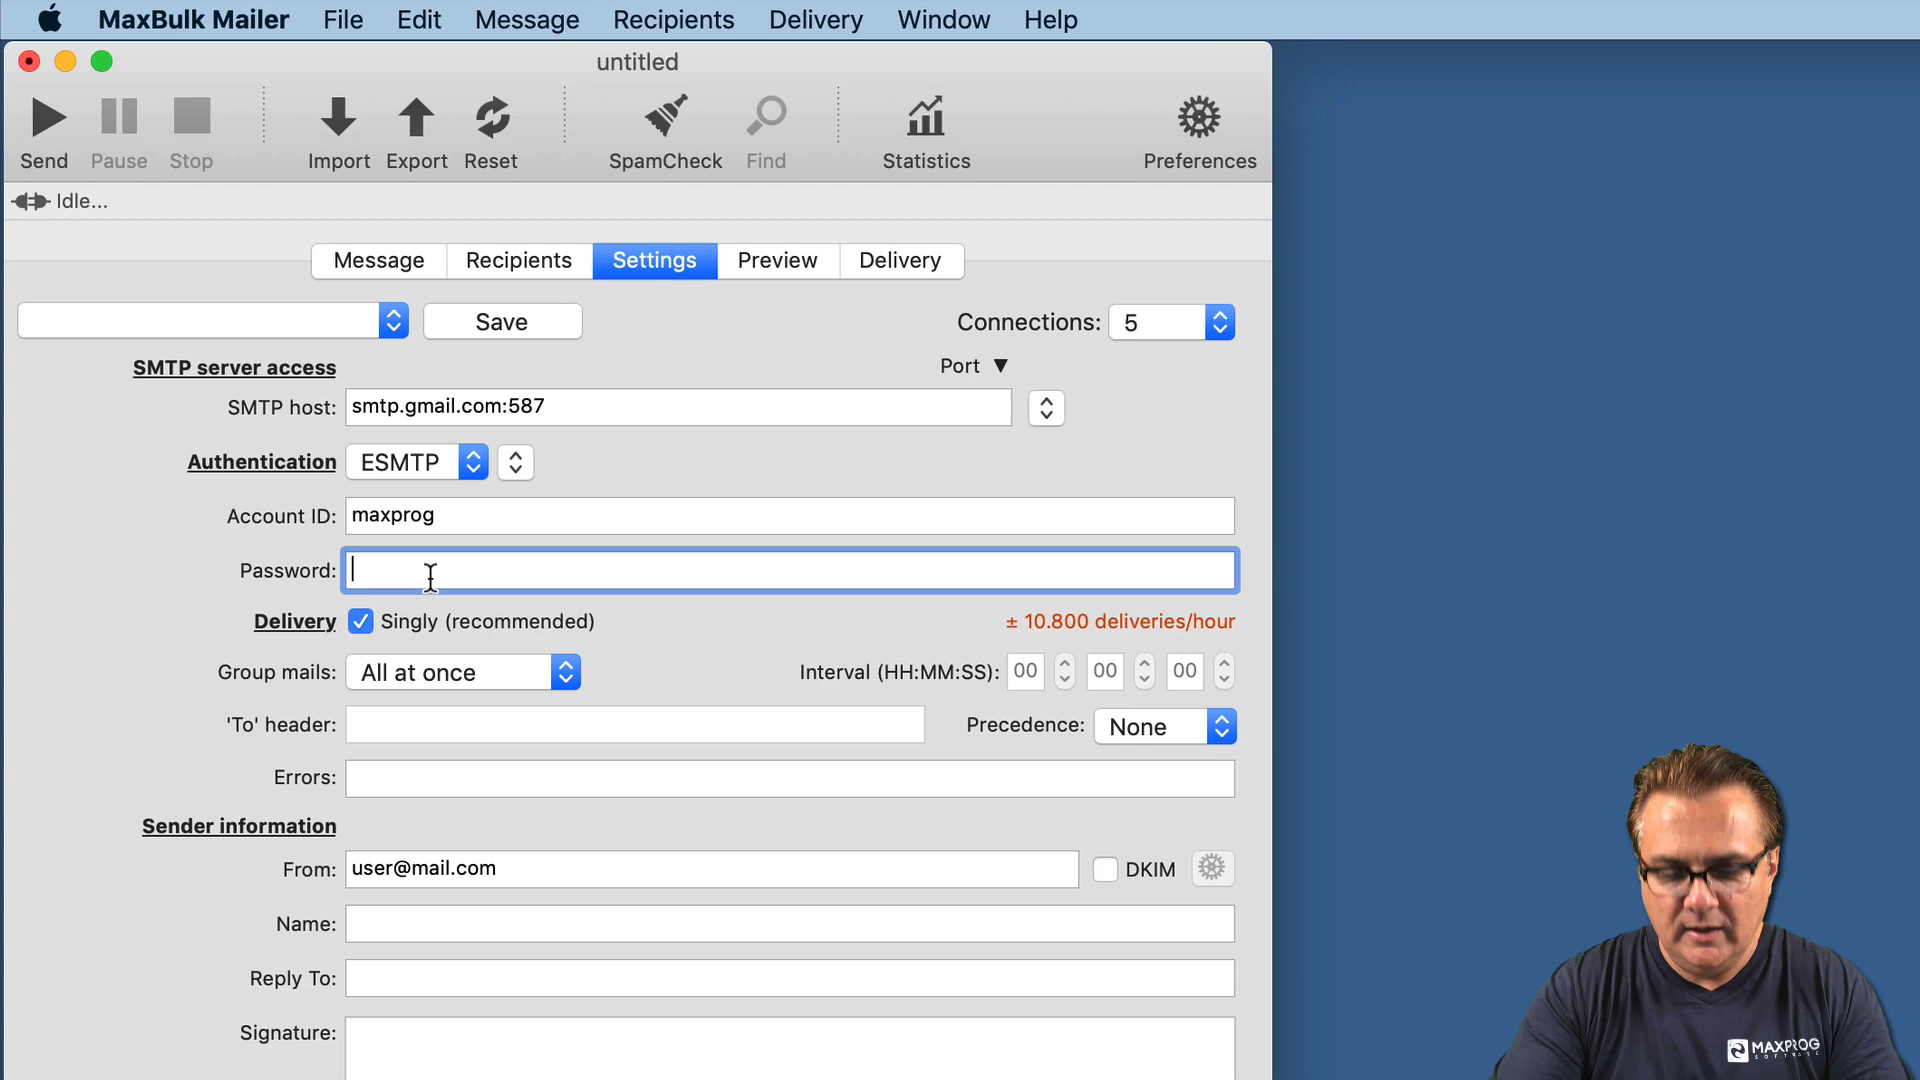 MaxBulk Mailer File Edit Message Recipients Delivery Window Help
untitled
Send Pause Stop Import Export Reset SpamCheck Find Statistics Preferences
Idle...
Message Recipients Settings Preview Delivery
Save Connections: 5
SMTP server access Port ▼
SMTP host: smtp.gmail.com:587
Authentication ESMTP
Account ID: maxprog
Password:
Delivery Singly (recommended) ± 10.800 deliveries/hour
Group mails: All at once Interval (HH:MM:SS): 00 00 00
'To' header: Precedence: None
Errors:
Sender information
From: user@mail.com DKIM
Name:
Reply To:
Signature:
MAXPROG
SOFTWARE